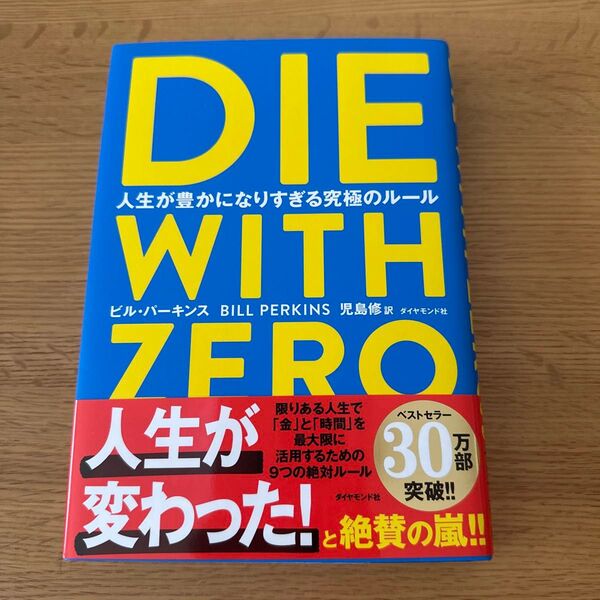 DIE
人生が豊かになりすぎる究極のルール
WITH
ビル・パーキンス BILL PERKINS 児島修 訳 ダイヤモンド社
ZERO
人生が
変わった!
と絶賛の嵐!!
限りある人生で
「金」と「時間」を
最大限に
活用するための
9つの絶対ルール
ダイヤモンド社
ベストセラー
30万部
突破!!